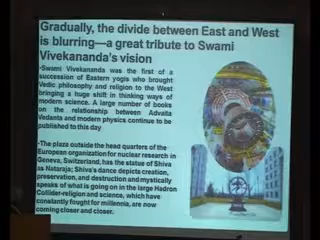 Gradually, the divide between East and West
is blurring—a great tribute to Swami
Vivekananda's vision
•Swami Vivekananda was the first of a
succession of Eastern yogis who brought
Vedic philosophy and religion to the West
bringing a huge shift in thinking ways of
modern science. A large number of books
on the relationship between Advaita
Vedanta and modern physics continue to be
published to this day
•The plaza outside the head quarters of the
European organization for nuclear research in
Geneva, Switzerland, has the statue of Shiva
as Nataraja; Shiva's dance depicts creation,
preservation, and destruction and mystically
speaks of what is going on in the large Hadron
Collider-religion and science, which have
constantly fought for millennia, are now
coming closer and closer.